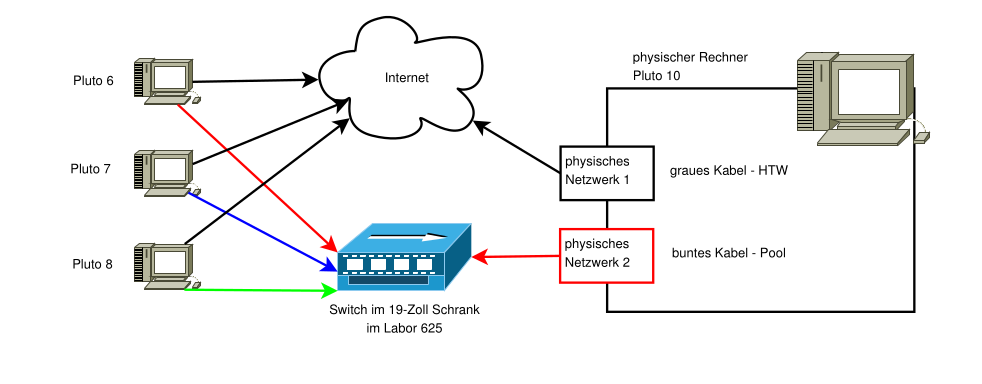 Pluto 6
Pluto 7
Pluto 8
Internet
Switch im 19-Zoll Schrank
im Labor 625
physischer Rechner
Pluto 10
physisches
Netzwerk 1
graues Kabel - HTW
physisches
Netzwerk 2
buntes Kabel - Pool